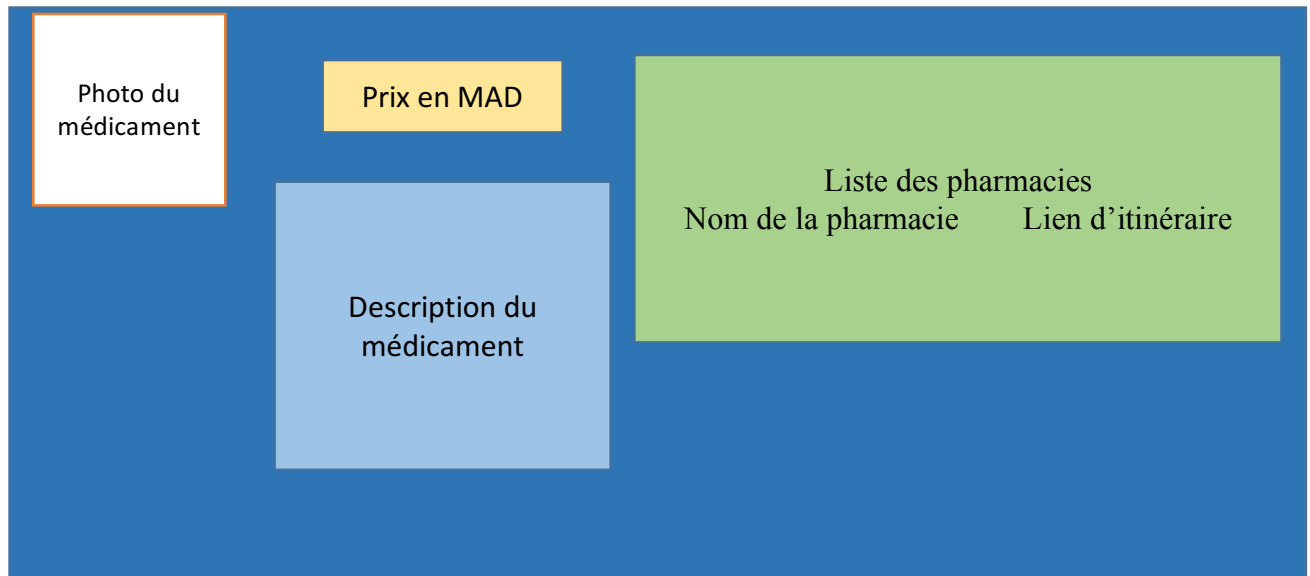 Photo du
médicament
Prix en MAD
Description du
médicament
Liste des pharmacies
Nom de la pharmacie Lien d’itinéraire